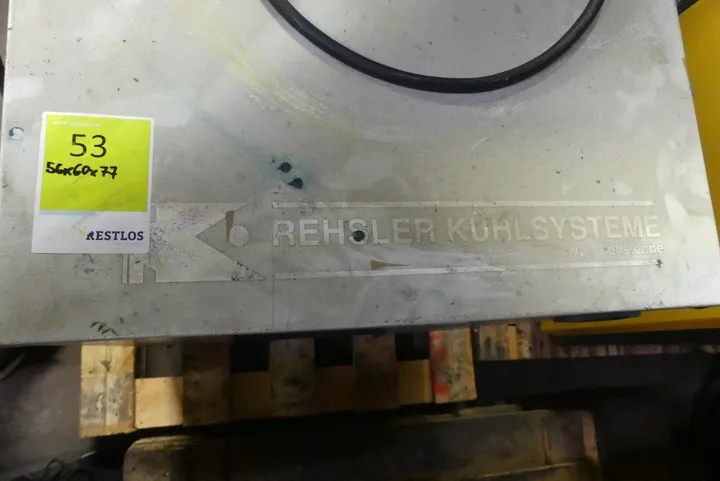 53
56x60x77
RESTLOS
REHSLER KÜHLSYSTEME